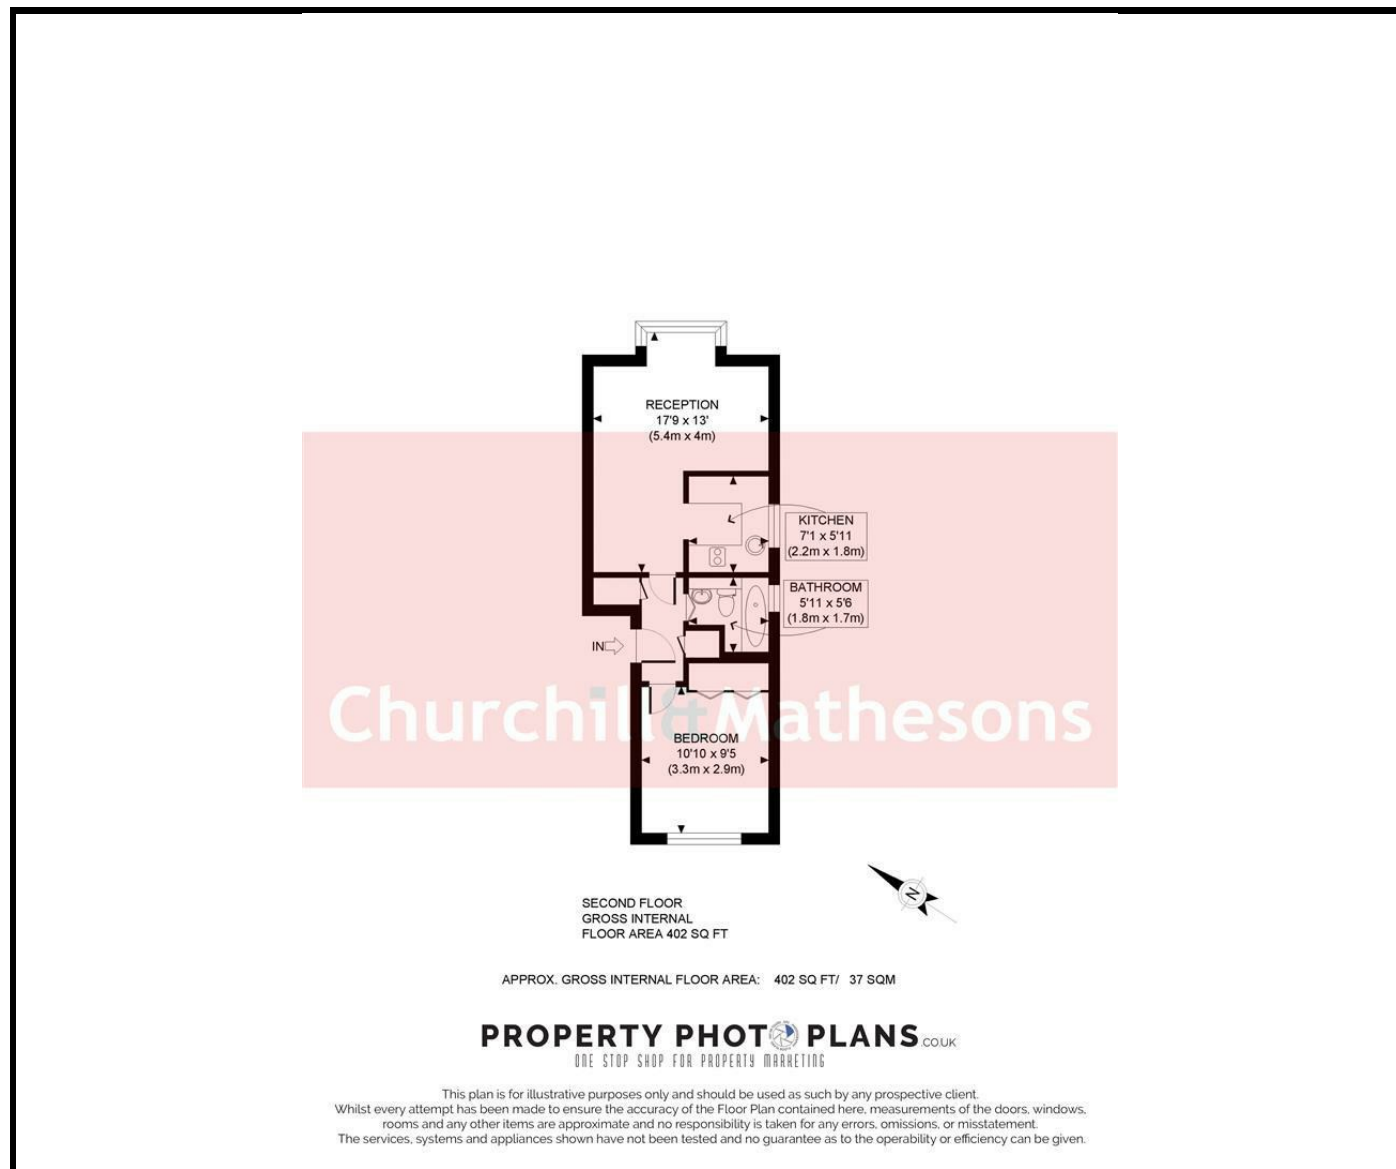 RECEPTION
17'9 x 13'
(5.4m x 4m)
KITCHEN
7'1 x 5'11
(2.2m x 1.8m)
BATHROOM
5'11 x 5'6
(1.8m x 1.7m)
IN
Churchill & Mathesons
BEDROOM
10'10 x 9'5
(3.3m x 2.9m)
N
SECOND FLOOR
GROSS INTERNAL
FLOOR AREA 402 SQ FT
APPROX. GROSS INTERNAL FLOOR AREA: 402 SQ FT/ 37 SQM
PROPERTY PHOTO PLANS.CO.UK
ONE STOP SHOP FOR PROPERTY MARKETING
This plan is for illustrative purposes only and should be used as such by any prospective client.
Whilst every attempt has been made to ensure the accuracy of the Floor Plan contained here, measurements of the doors, windows,
rooms and any other items are approximate and no responsibility is taken for any errors, omissions, or misstatement.
The services, systems and appliances shown have not been tested and no guarantee as to the operability or efficiency can be given.